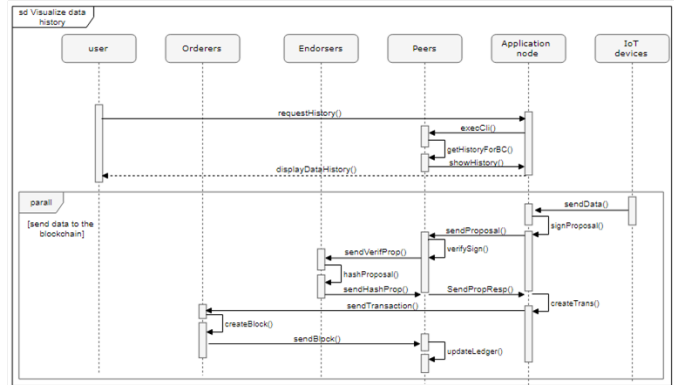 sd Visualize data
history
user
Orderers
Endorsers
Peers
Application
node
IoT
devices
requestHistory()
execCli()
getHistoryForBC()
showHistory()
displayDataHistory()
parall
[send data to the
blockchain]
sendData()
signProposal()
sendProposal()
verifySign()
sendVerifProp()
hashProposal()
sendHashProp()
SendPropResp()
createTrans()
sendTransaction()
createBlock()
sendBlock()
updateLedger()